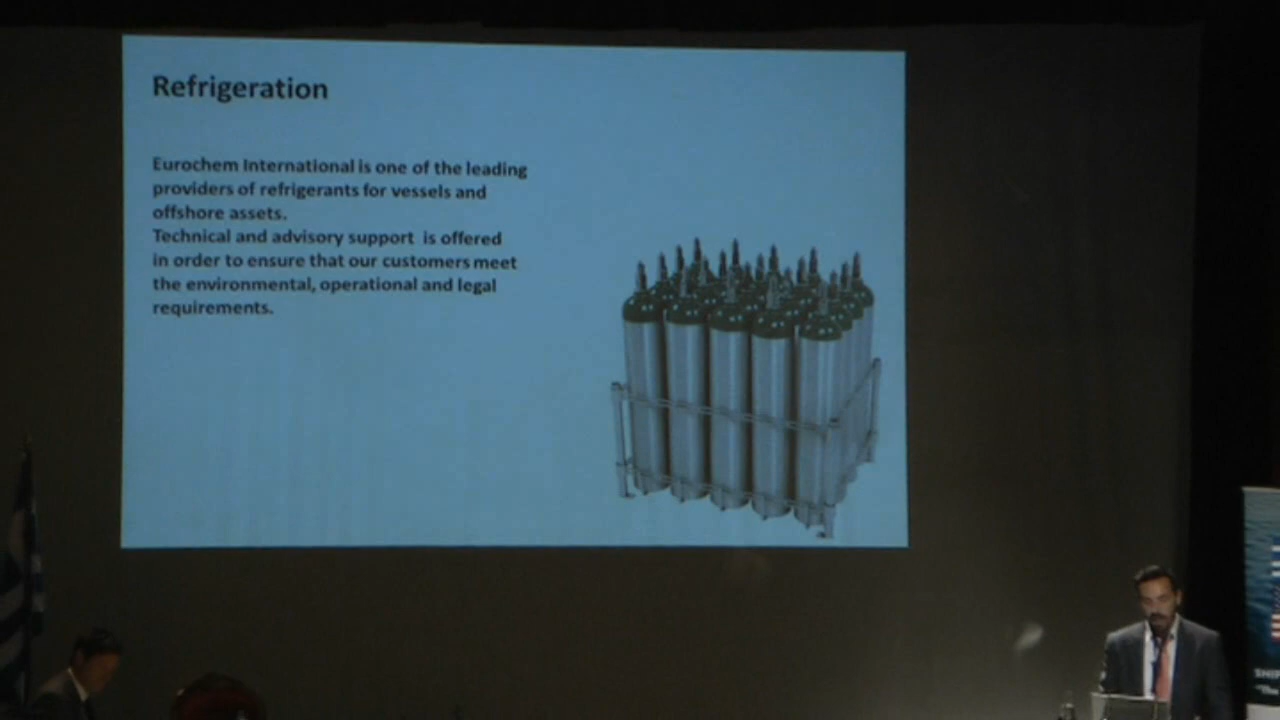 Refrigeration
Eurochem International is one of the leading
providers of refrigerants for vessels and
offshore assets.
Technical and advisory support is offered
in order to ensure that our customers meet
the environmental, operational and legal
requirements.
"The